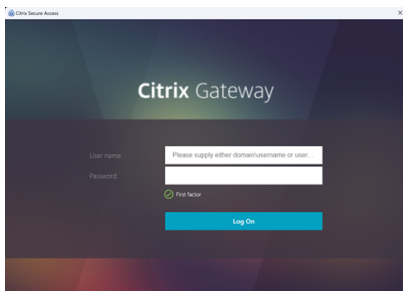 Citrix Secure Access
Citrix Gateway
User name:
Please supply either domain\username or user...
Password:
First factor
Log On